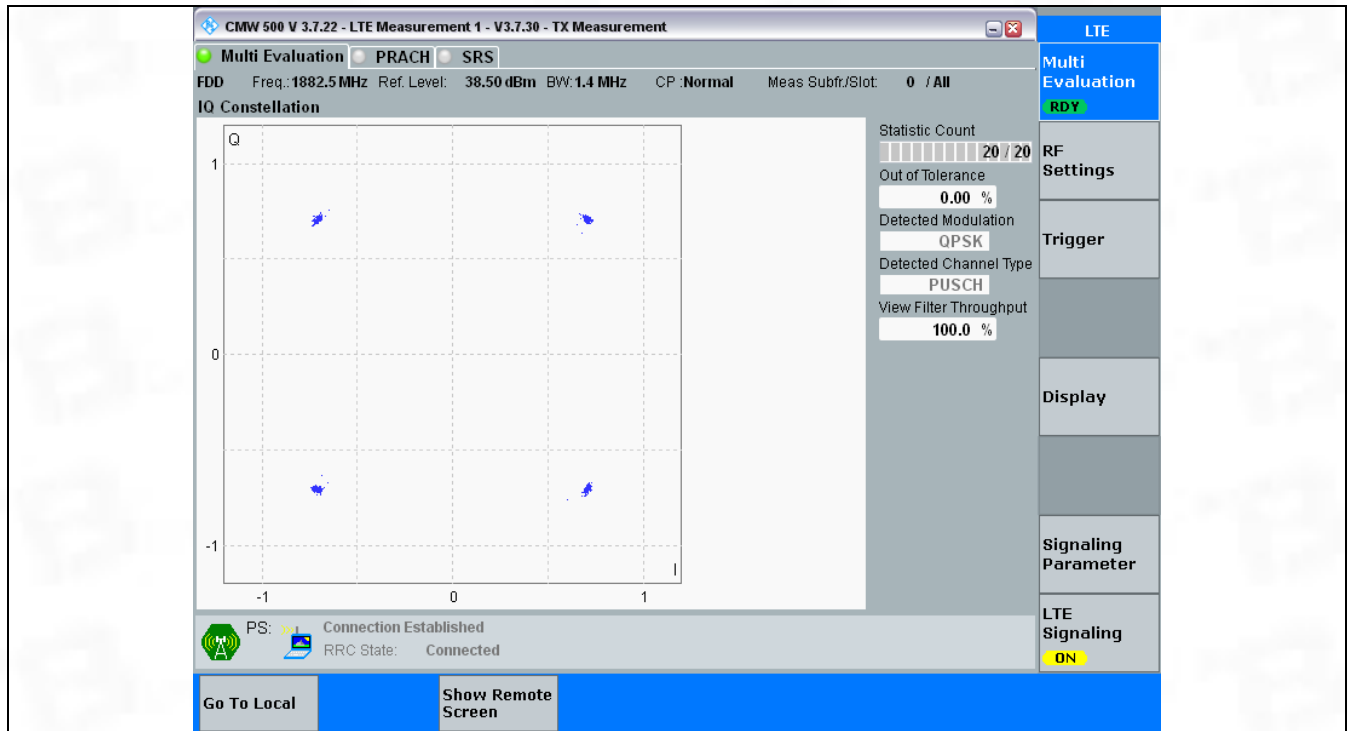 CMW 500 V 3.7.22 - LTE Measurement 1 - V3.7.30 - TX Measurement
LTE
Multi Evaluation PRACH SRS
Multi
Evaluation
RDY
FDD Freq.: 1882.5 MHz Ref. Level: 38.50 dBm BW: 1.4 MHz CP : Normal Meas Subfr./Slot: 0 / All
IQ Constellation
Q
1
0
-1
I
-1 0 1
Statistic Count
20 / 20
Out of Tolerance
0.00 %
Detected Modulation
QPSK
Detected Channel Type
PUSCH
View Filter Throughput
100.0 %
RF
Settings
Trigger
Display
Signaling
Parameter
LTE
Signaling
ON
PS: Connection Established
RRC State: Connected
Go To Local
Show Remote
Screen